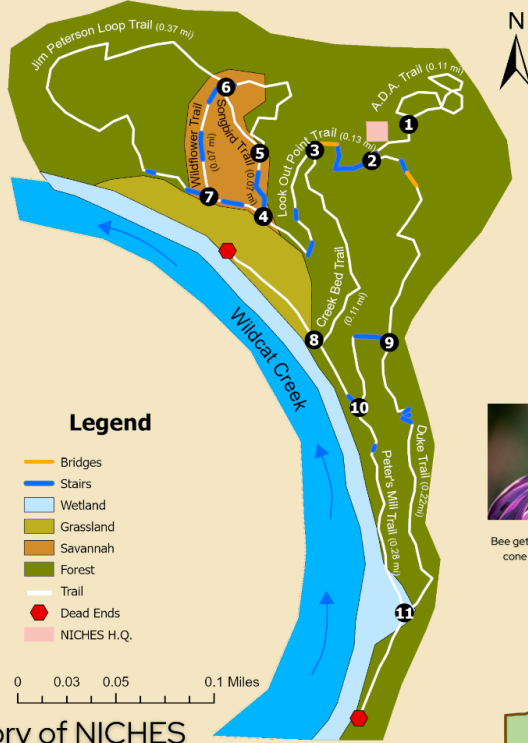 N
Jim Peterson Loop Trail (0.37 mi)
A.D.A. Trail (0.11 mi)
6
1
Wildflower Trail
(0.07 mi)
Songbird Trail
(0.07 mi)
Look Out Point Trail (0.13 mi)
3
2
5
7
4
Creek Bed Trail
(0.11 mi)
Wildcat Creek
8
9
10
Duke Trail (0.22mi)
Peter's Mill Trail (0.28 mi)
11
Legend
Bridges
Stairs
Wetland
Grassland
Savannah
Forest
Trail
Dead Ends
NICHES H.Q.
0 0.03 0.05 0.1 Miles
ory of NICHES
Bee get
cone